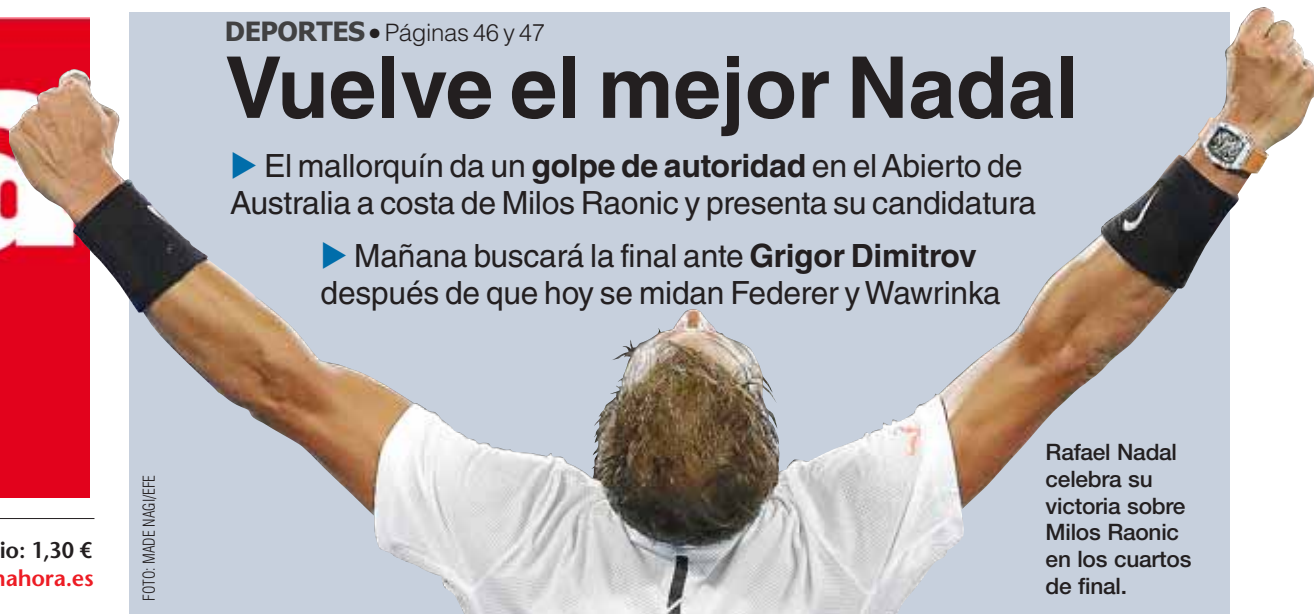 DEPORTES • Páginas 46 y 47
Vuelve el mejor Nadal
▶ El mallorquín da un golpe de autoridad en el Abierto de
Australia a costa de Milos Raonic y presenta su candidatura
▶ Mañana buscará la final ante Grigor Dimitrov
después de que hoy se midan Federer y Wawrinka
Rafael Nadal
celebra su
victoria sobre
Milos Raonic
en los cuartos
de final.
FOTO: MADE NAGI/EFE
io: 1,30 €
nahora.es